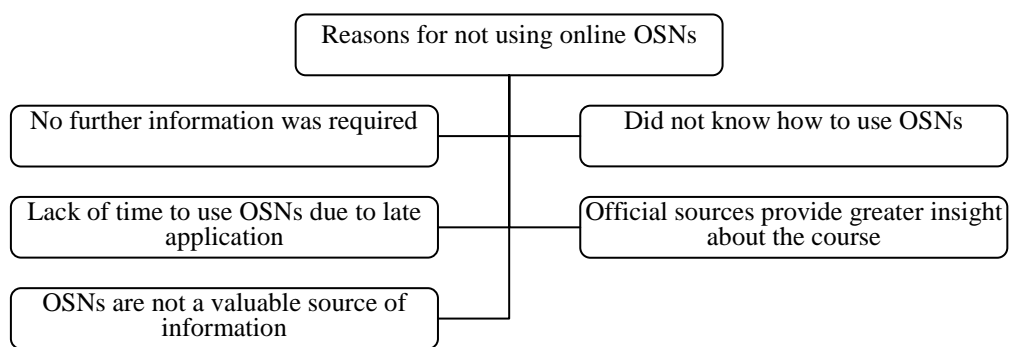 Reasons for not using online OSNs
No further information was required
Did not know how to use OSNs
Lack of time to use OSNs due to late
application
Official sources provide greater insight
about the course
OSNs are not a valuable source of
information